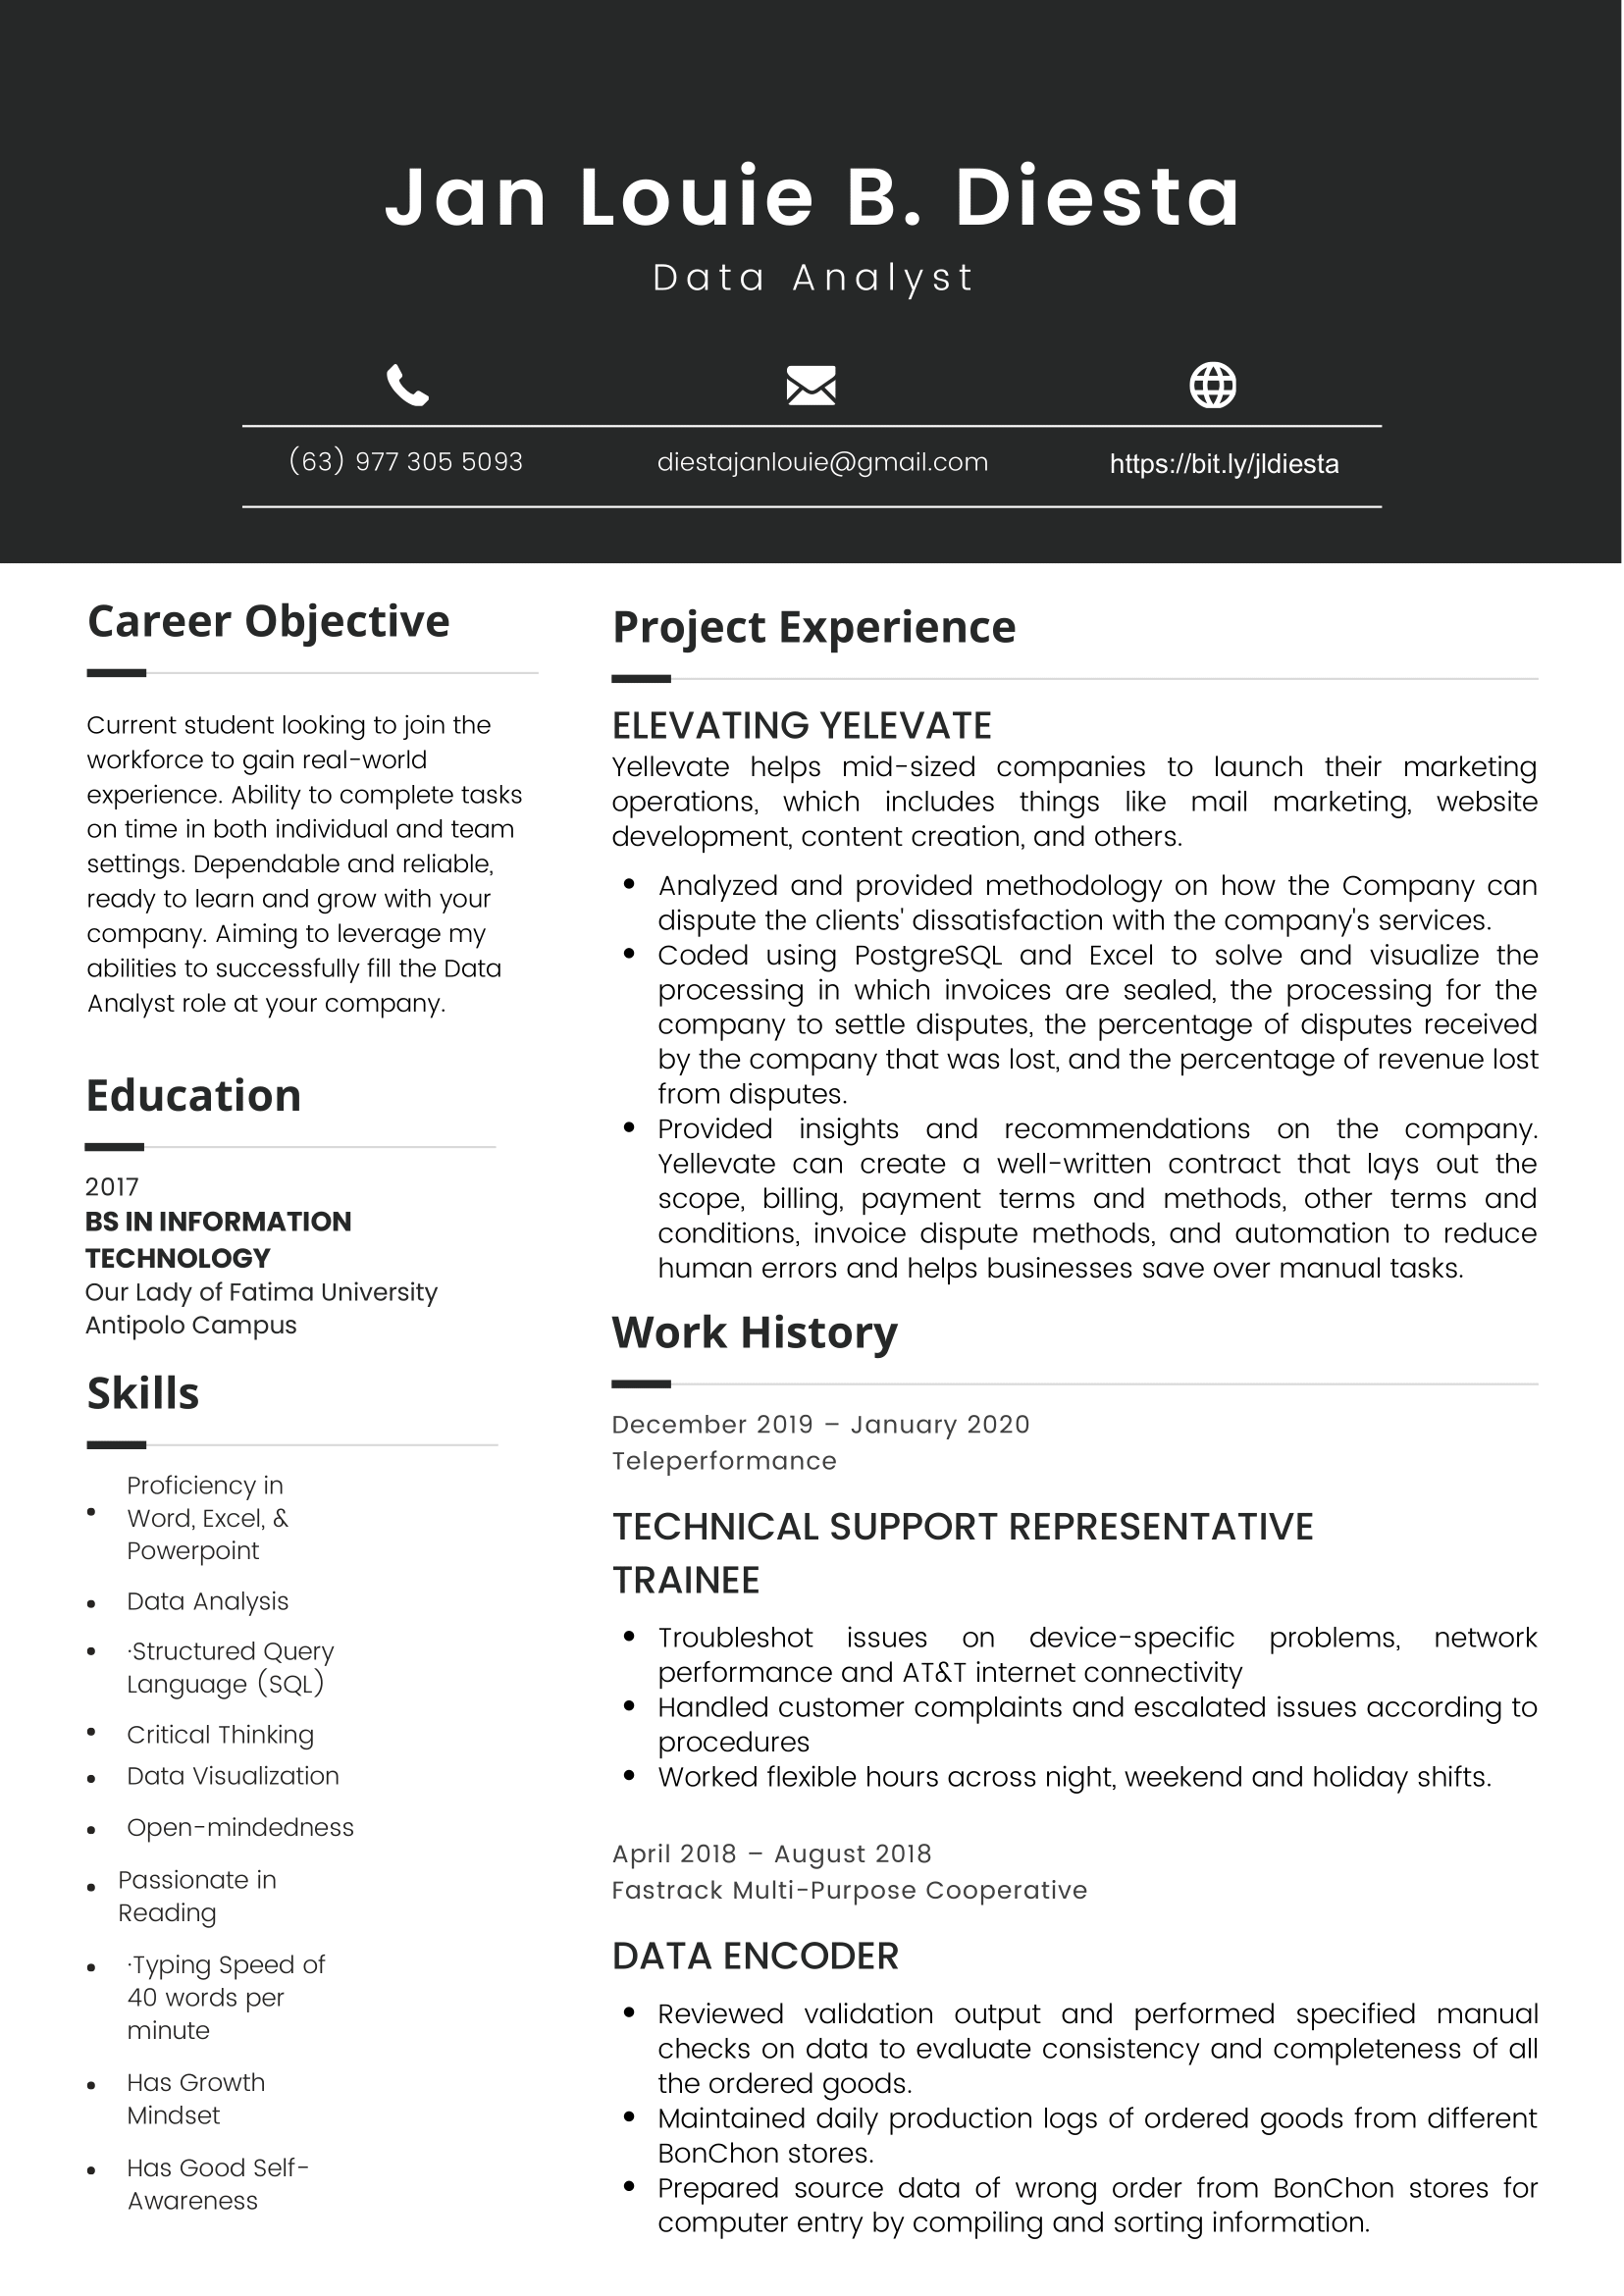 Jan Louie B. Diesta
Data Analyst
(63) 977 305 5093
diestajanlouie@gmail.com
https://bit.ly/jldiesta
Career Objective
Current student looking to join the
workforce to gain real-world
experience. Ability to complete tasks
on time in both individual and team
settings. Dependable and reliable,
ready to learn and grow with your
company. Aiming to leverage my
abilities to successfully fill the Data
Analyst role at your company.
Education
2017
BS IN INFORMATION
TECHNOLOGY
Our Lady of Fatima University
Antipolo Campus
Skills
• Proficiency in
Word, Excel, &
Powerpoint
• Data Analysis
• ·Structured Query
Language (SQL)
• Critical Thinking
• Data Visualization
• Open-mindedness
• Passionate in
Reading
• ·Typing Speed of
40 words per
minute
• Has Growth
Mindset
• Has Good Self-
Awareness
Project Experience
ELEVATING YELEVATE
Yellevate helps mid-sized companies to launch their marketing
operations, which includes things like mail marketing, website
development, content creation, and others.
• Analyzed and provided methodology on how the Company can
dispute the clients' dissatisfaction with the company's services.
• Coded using PostgreSQL and Excel to solve and visualize the
processing in which invoices are sealed, the processing for the
company to settle disputes, the percentage of disputes received
by the company that was lost, and the percentage of revenue lost
from disputes.
• Provided insights and recommendations on the company.
Yellevate can create a well-written contract that lays out the
scope, billing, payment terms and methods, other terms and
conditions, invoice dispute methods, and automation to reduce
human errors and helps businesses save over manual tasks.
Work History
December 2019 – January 2020
Teleperformance
TECHNICAL SUPPORT REPRESENTATIVE
TRAINEE
• Troubleshot issues on device-specific problems, network
performance and AT&T internet connectivity
• Handled customer complaints and escalated issues according to
procedures
• Worked flexible hours across night, weekend and holiday shifts.
April 2018 – August 2018
Fastrack Multi-Purpose Cooperative
DATA ENCODER
• Reviewed validation output and performed specified manual
checks on data to evaluate consistency and completeness of all
the ordered goods.
• Maintained daily production logs of ordered goods from different
BonChon stores.
• Prepared source data of wrong order from BonChon stores for
computer entry by compiling and sorting information.